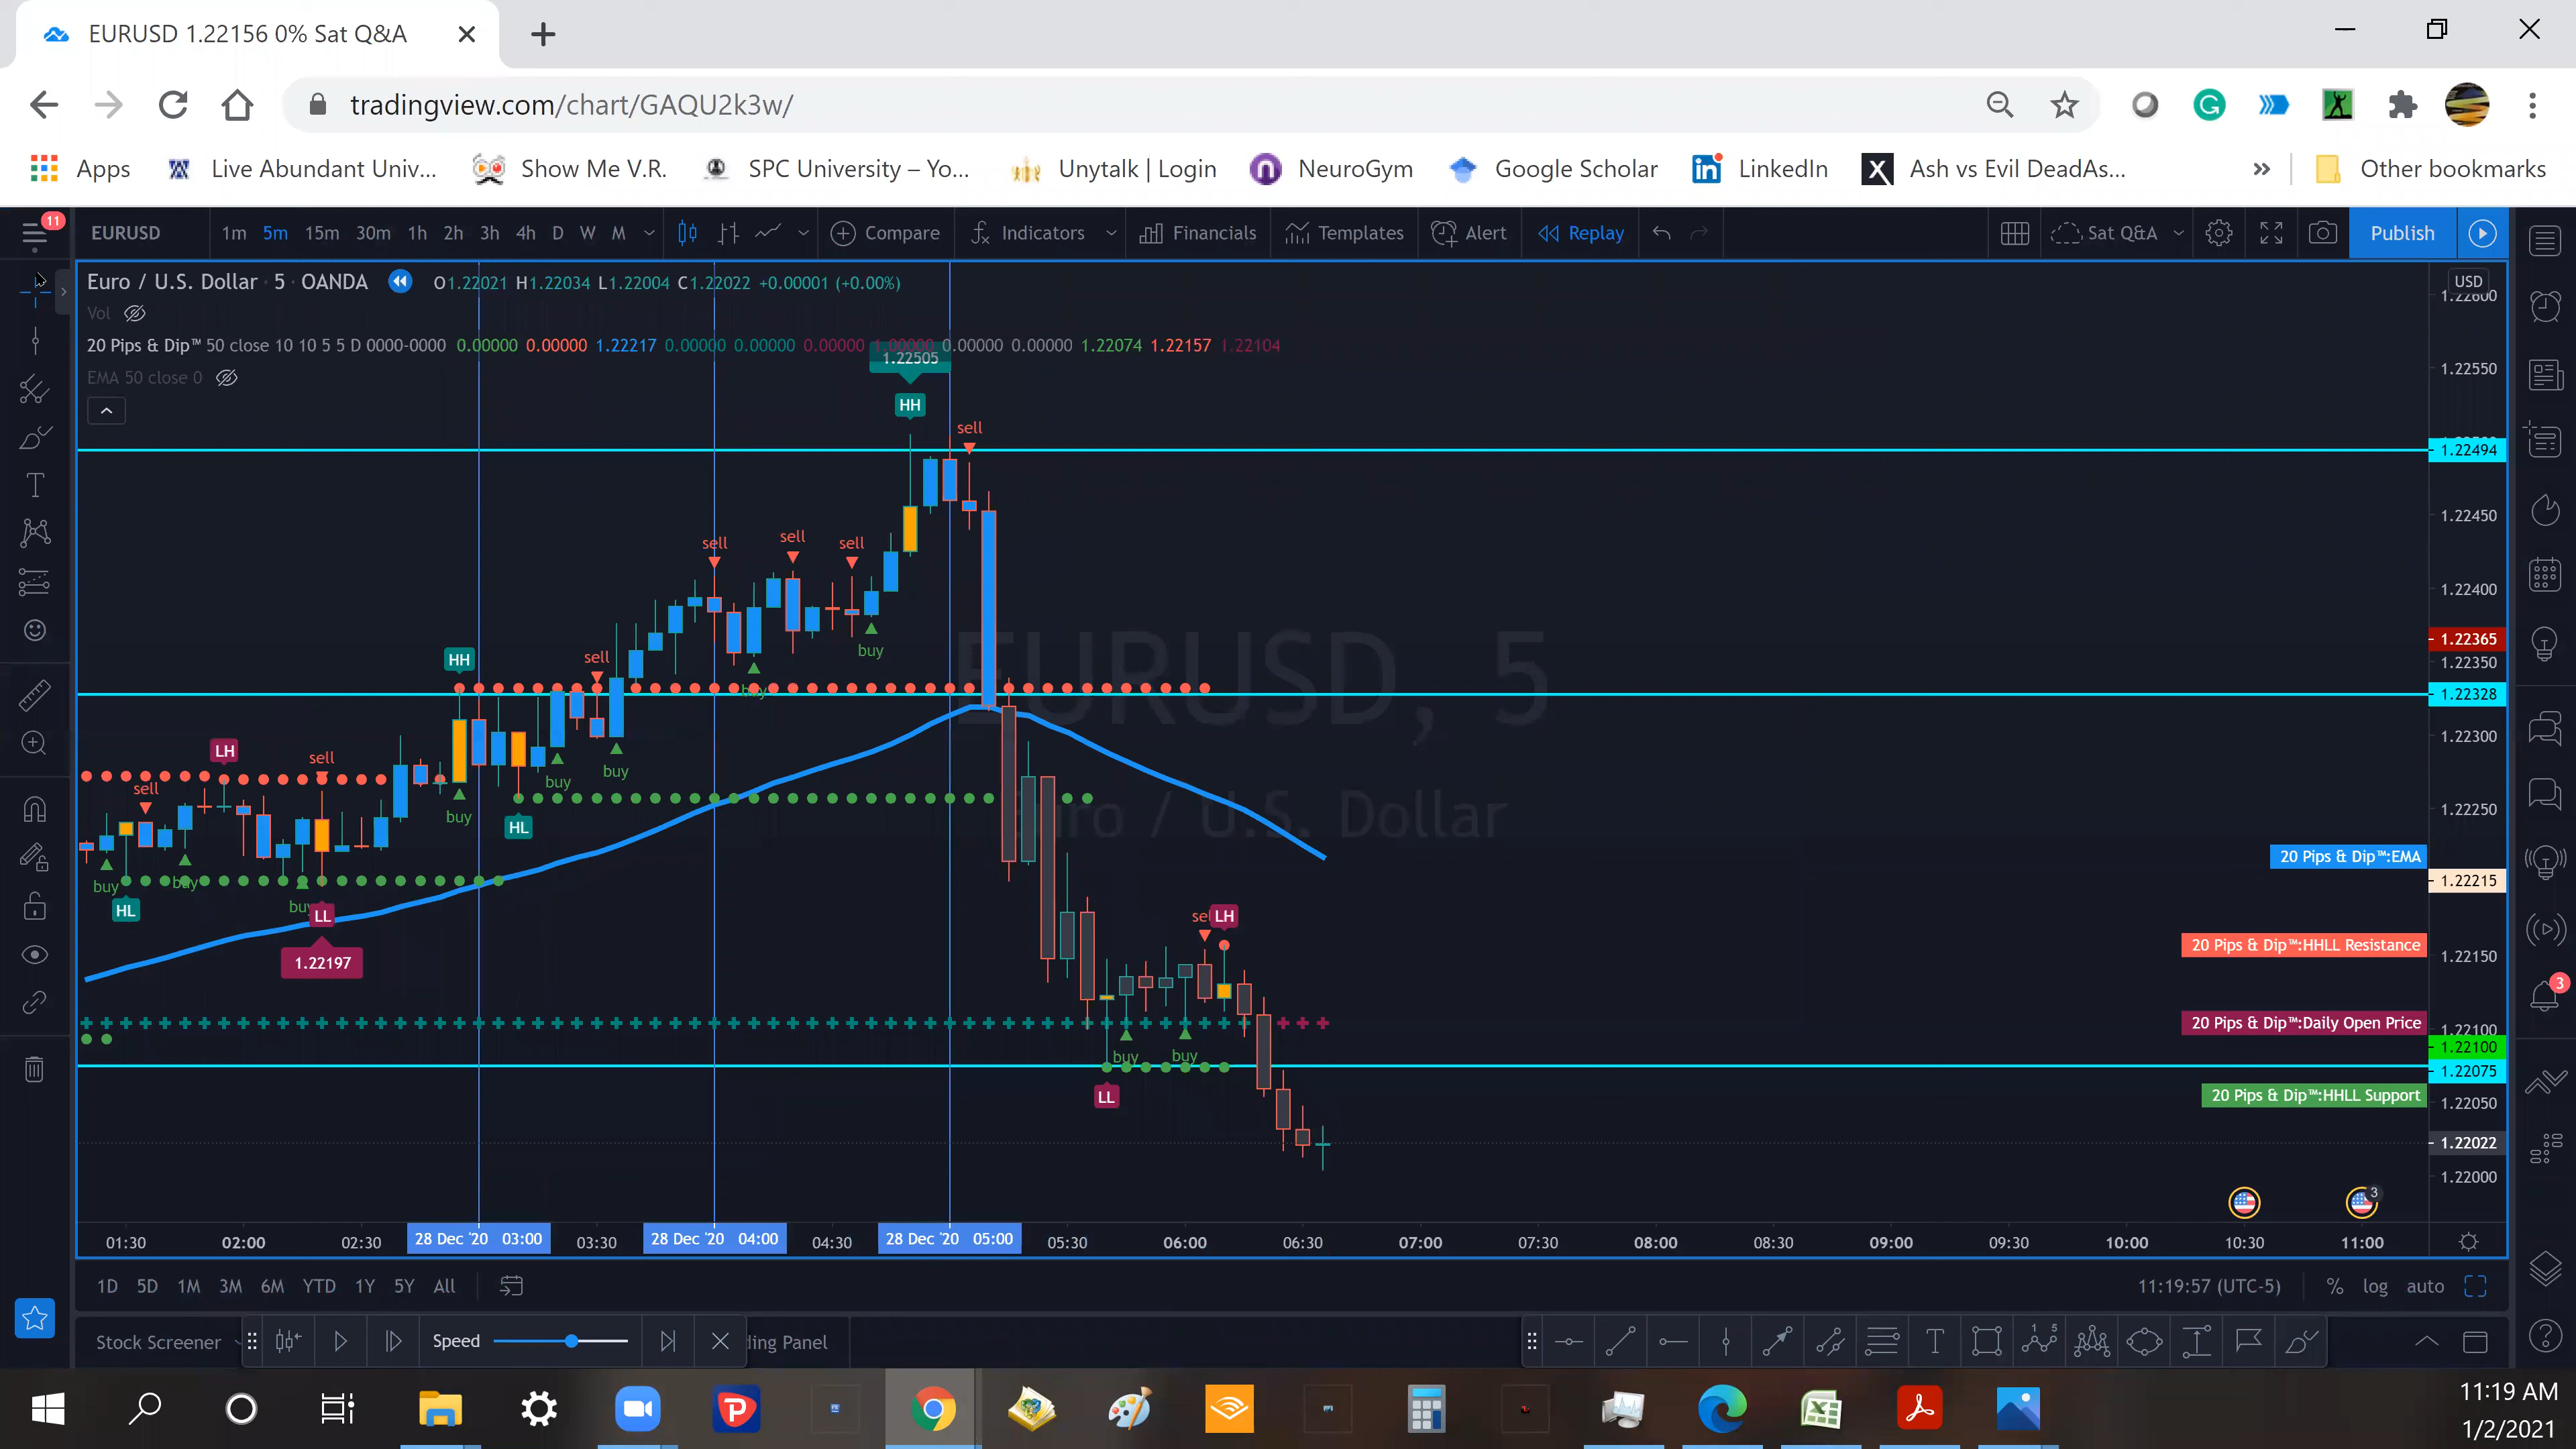 EURUSD 1.22156 0% Sat Q&A
tradingview.com/chart/GAQU2k3w/
Apps Live Abundant Univ... Show Me V.R. SPC University – Yo... Unytalk | Login NeuroGym Google Scholar LinkedIn Ash vs Evil DeadAs... » Other bookmarks
11
EURUSD 1m 5m 15m 30m 1h 2h 3h 4h D W M Compare Indicators Financials Templates Alert Replay Sat Q&A Publish
Euro / U.S. Dollar · 5 · OANDA O1.22021 H1.22034 L1.22004 C1.22022 +0.00001 (+0.00%)
USD
1.22600
Vol
20 Pips & Dip™ 50 close 10 10 5 5 D 0000-0000 0.00000 0.00000 1.22217 0.00000 0.00000 0.00000 0.00000 0.00000 1.22074 1.22157 1.22104
1.22505
EMA 50 close 0
1.22550
HH
sell
1.22494
1.22450
sell sell sell
1.22400
EURUSD, 5
1.22365
buy
HH sell
1.22350
buy
1.22328
1.22300
LH sell
buy buy
sell
1.22250
Euro / U.S. Dollar
buy
HL
20 Pips & Dip™:EMA
1.22215
buy buy
HL
buy LL
LH
1.22197
20 Pips & Dip™:HHLL Resistance
1.22150
20 Pips & Dip™:Daily Open Price
1.22100
1.22100
buy buy
1.22075
LL
20 Pips & Dip™:HHLL Support
1.22050
1.22022
1.22000
3
01:30 02:00 02:30 28 Dec '20 03:00 03:30 28 Dec '20 04:00 04:30 28 Dec '20 05:00 05:30 06:00 06:30 07:00 07:30 08:00 08:30 09:00 09:30 10:00 10:30 11:00
3
1D 5D 1M 3M 6M YTD 1Y 5Y All 11:19:57 (UTC-5) % log auto
Stock Screener Speed ding Panel
11:19 AM
1/2/2021